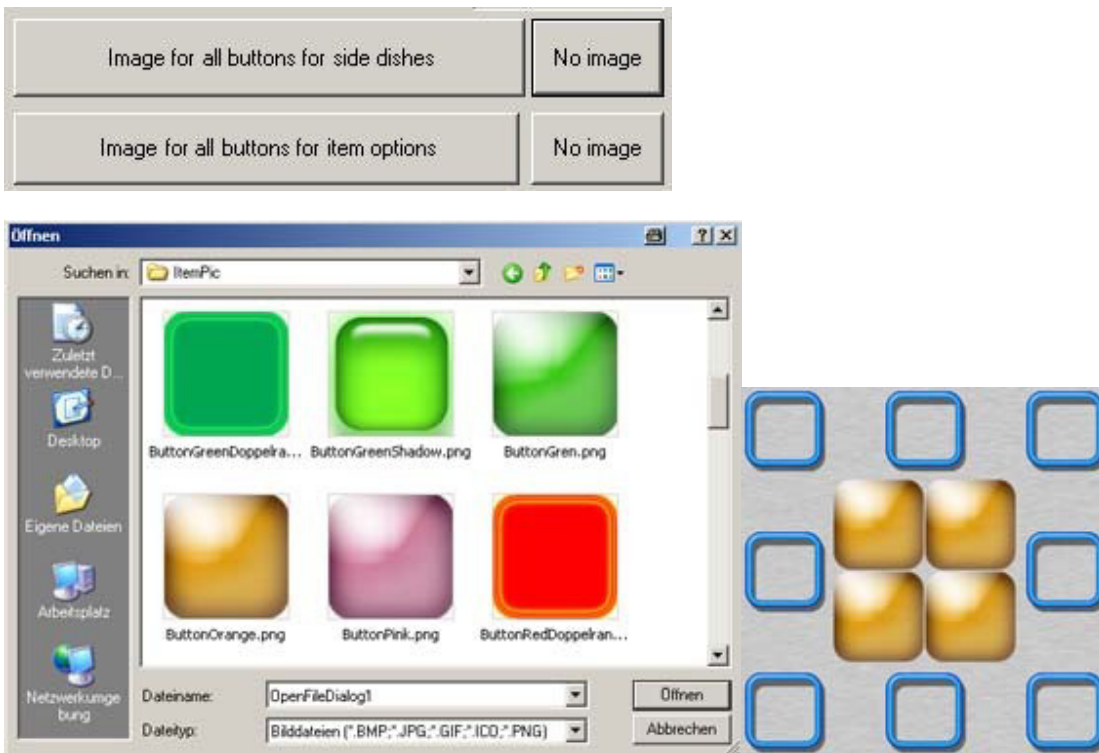 Image for all buttons for side dishes
No image
Image for all buttons for item options
No image
Öffnen
Suchen in:
ItemPic
Zuletzt
verwendete D...
Desktop
Eigene Dateien
Arbeitsplatz
Netzwerkumge
bung
ButtonGreenDoppelra...
ButtonGreenShadow.png
ButtonGren.png
ButtonOrange.png
ButtonPink.png
ButtonRedDoppelran...
Dateiname:
OpenFileDialog1
Öffnen
Dateityp:
Bilddateien (*.BMP;*.JPG;*.GIF;*.ICO;*.PNG)
Abbrechen